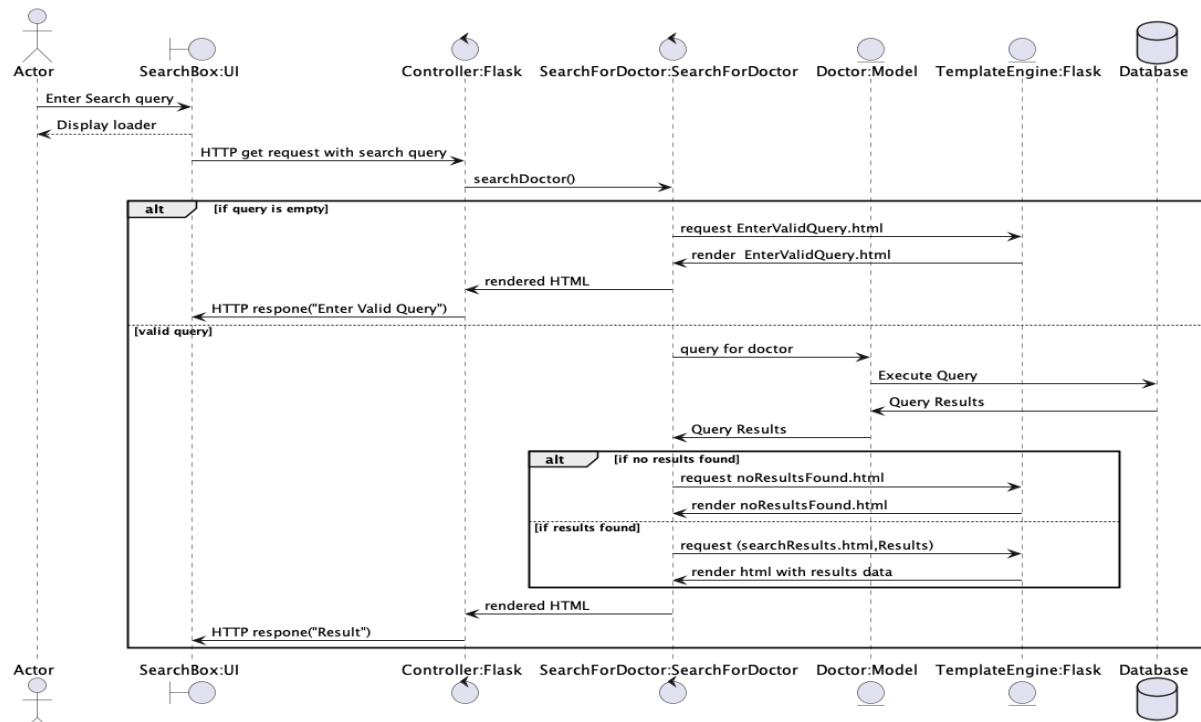 Actor SearchBox:UI Controller:Flask SearchForDoctor:SearchForDoctor Doctor:Model TemplateEngine:Flask Database
Enter Search query
Display loader
HTTP get request with search query
searchDoctor()
alt [if query is empty]
request EnterValidQuery.html
render EnterValidQuery.html
rendered HTML
HTTP respone("Enter Valid Query")
[valid query]
query for doctor
Execute Query
Query Results
Query Results
alt [if no results found]
request noResultsFound.html
render noResultsFound.html
[if results found]
request (searchResults.html,Results)
render html with results data
rendered HTML
HTTP respone("Result")
Actor SearchBox:UI Controller:Flask SearchForDoctor:SearchForDoctor Doctor:Model TemplateEngine:Flask Database